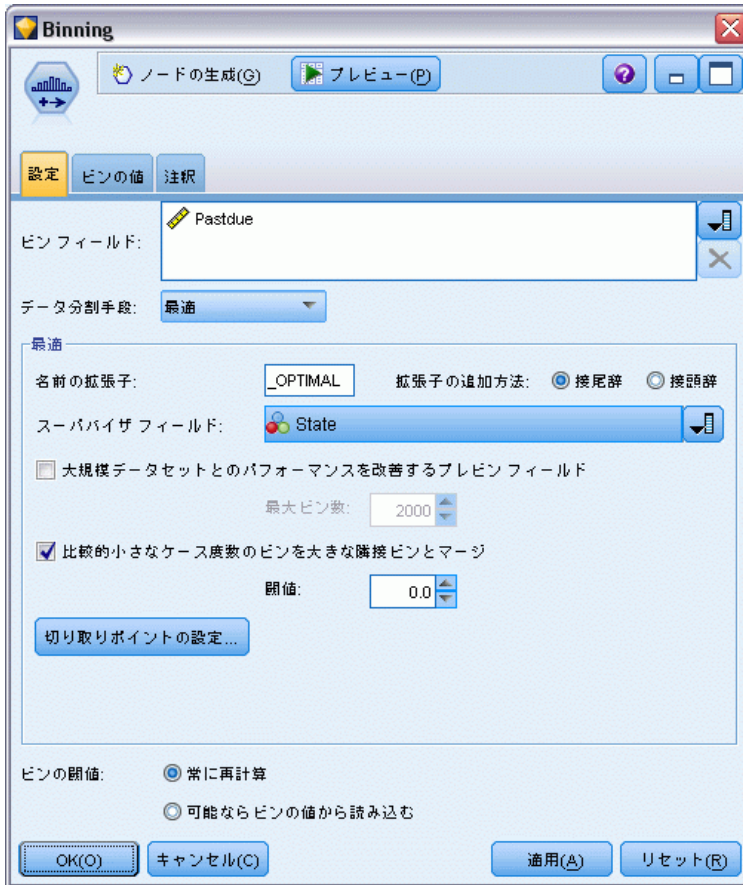 Binning
ノードの生成(G) プレビュー(P)
設定 ビンの値 注釈
ビン フィールド: Pastdue
データ分割手段: 最適
最適
名前の拡張子: _OPTIMAL 拡張子の追加方法: 接尾辞 接頭辞
スーパバイザ フィールド: State
大規模データセットとのパフォーマンスを改善するプレビン フィールド
最大ビン数: 2000
比較的小さなケース度数のビンを大きな隣接ビンとマージ
閾値: 0.0
切り取りポイントの設定...
ビンの閾値: 常に再計算
可能ならビンの値から読み込む
OK(O) キャンセル(C) 適用(A) リセット(R)